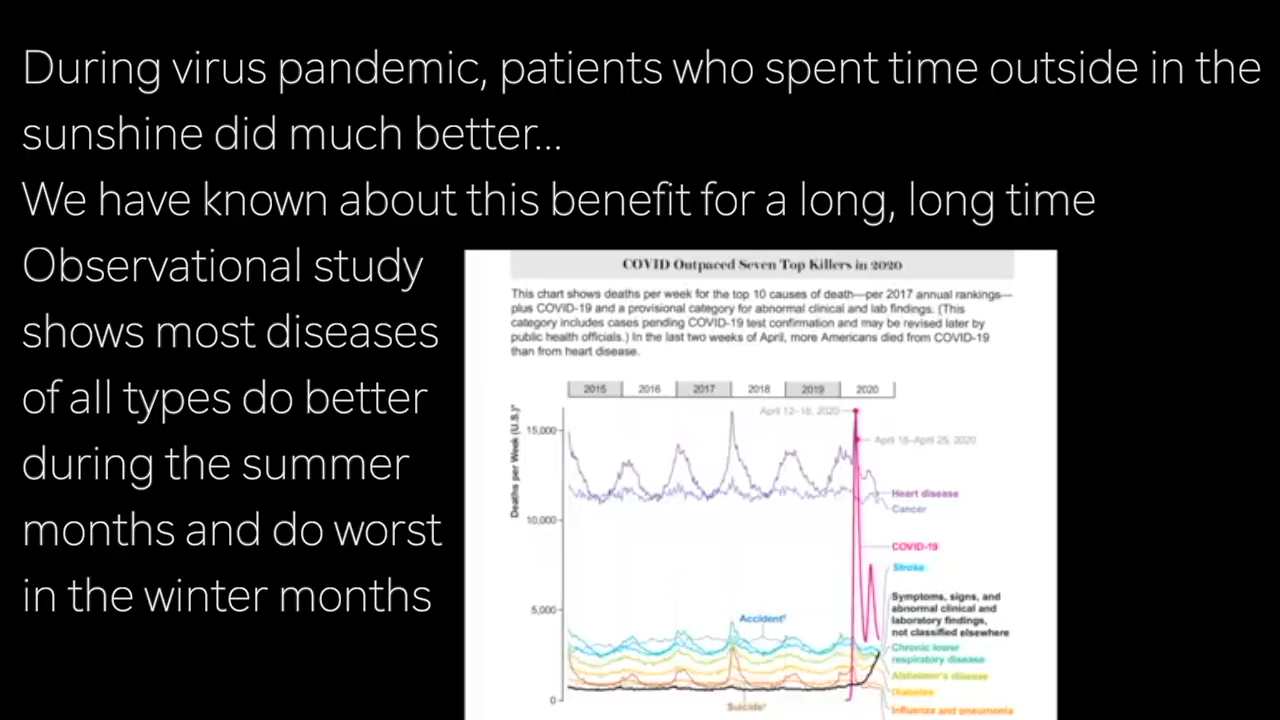 During virus pandemic, patients who spent time outside in the
sunshine did much better...
We have known about this benefit for a long, long time
Observational study
shows most diseases
of all types do better
during the summer
months and do worst
in the winter months
COVID Outpaced Seven Top Killers in 2020
This chart shows deaths per week for the top 10 causes of death—per 2017 annual rankings—
plus COVID-19 and a provisional category for abnormal clinical and lab findings. (This
category includes cases pending COVID-19 test confirmation and may be revised later by
public health officials.) In the last two weeks of April, more Americans died from COVID-19
than from heart disease.
2015 2016 2017 2018 2019 2020
April 12–18, 2020
April 18–April 25, 2020
Deaths per Week (U.S.)
15,000
10,000
5,000
0
Heart disease
Cancer
COVID-19
Stroke
Symptoms, signs, and
abnormal clinical and
laboratory findings,
not classified elsewhere
Chronic lower
respiratory disease
Alzheimer's disease
Diabetes
Influenza and pneumonia
Accident
Suicide